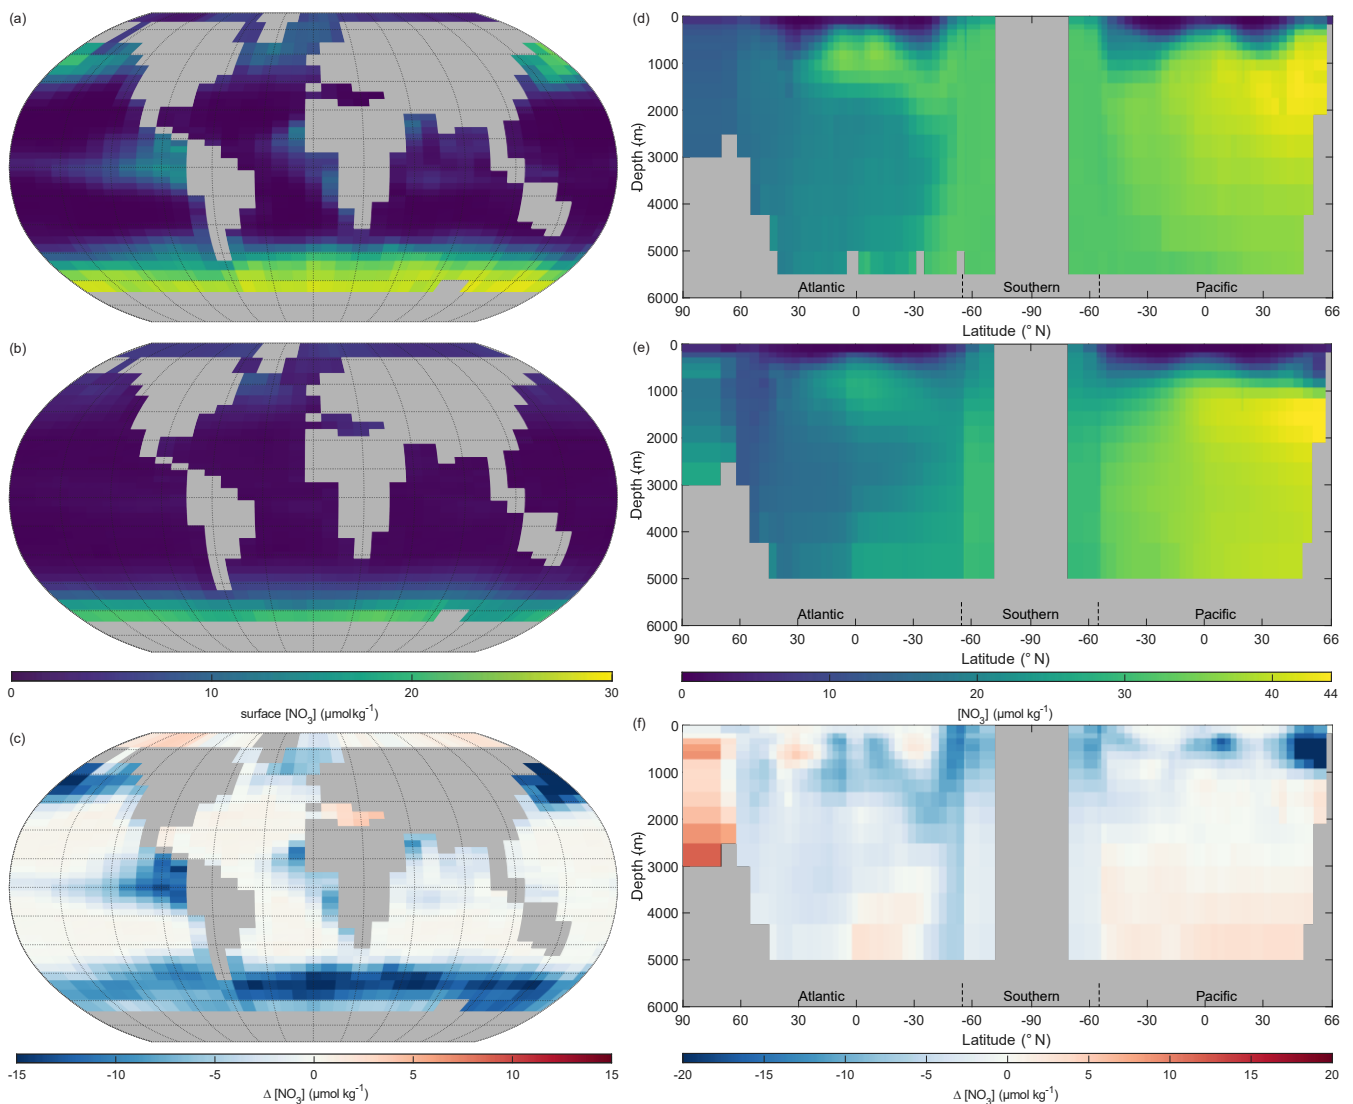 (a)
(b)
0 10 20 30
surface [NO3] (μmolkg-1)
(c)
-15 -10 -5 0 5 10 15
Δ [NO3] (μmol kg-1)
(d)
0
1000
2000
3000
4000
5000
6000
Depth (m)
Atlantic Southern Pacific
90 60 30 0 -30 -60 -90 -60 -30 0 30 66
Latitude (° N)
(e)
0
1000
2000
3000
4000
5000
6000
Depth (m)
Atlantic Southern Pacific
90 60 30 0 -30 -60 -90 -60 -30 0 30 66
Latitude (° N)
0 10 20 30 40 44
[NO3] (μmol kg-1)
(f)
0
1000
2000
3000
4000
5000
6000
Depth (m)
Atlantic Southern Pacific
90 60 30 0 -30 -60 -90 -60 -30 0 30 66
Latitude (° N)
-20 -15 -10 -5 0 5 10 15 20
Δ [NO3] (μmol kg-1)